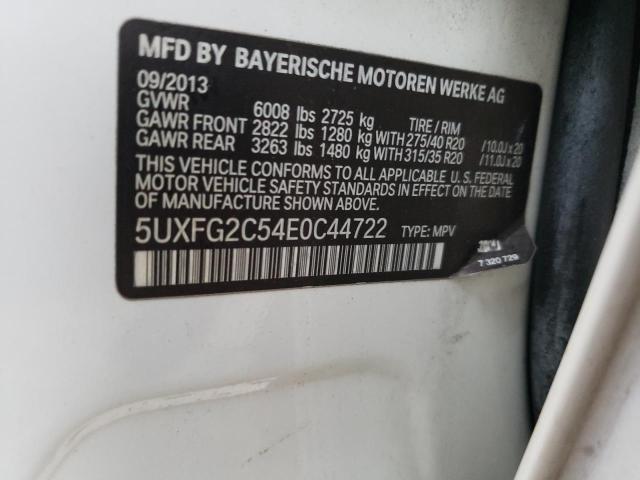 MFD BY BAYERISCHE MOTOREN WERKE AG
09/2013
GVWR 6008 lbs 2725 kg TIRE / RIM
GAWR FRONT 2822 lbs 1280 kg WITH 275/40 R20 /10.0J x 20
GAWR REAR 3263 lbs 1480 kg WITH 315/35 R20 /11.0J x 20
THIS VEHICLE CONFORMS TO ALL APPLICABLE U.S. FEDERAL
MOTOR VEHICLE SAFETY STANDARDS
IN EFFECT ON THE DATE
OF MANUFACTURE SHOWN ABOVE.
5UXFG2C54E0C44722 TYPE: MPV
7 320 729